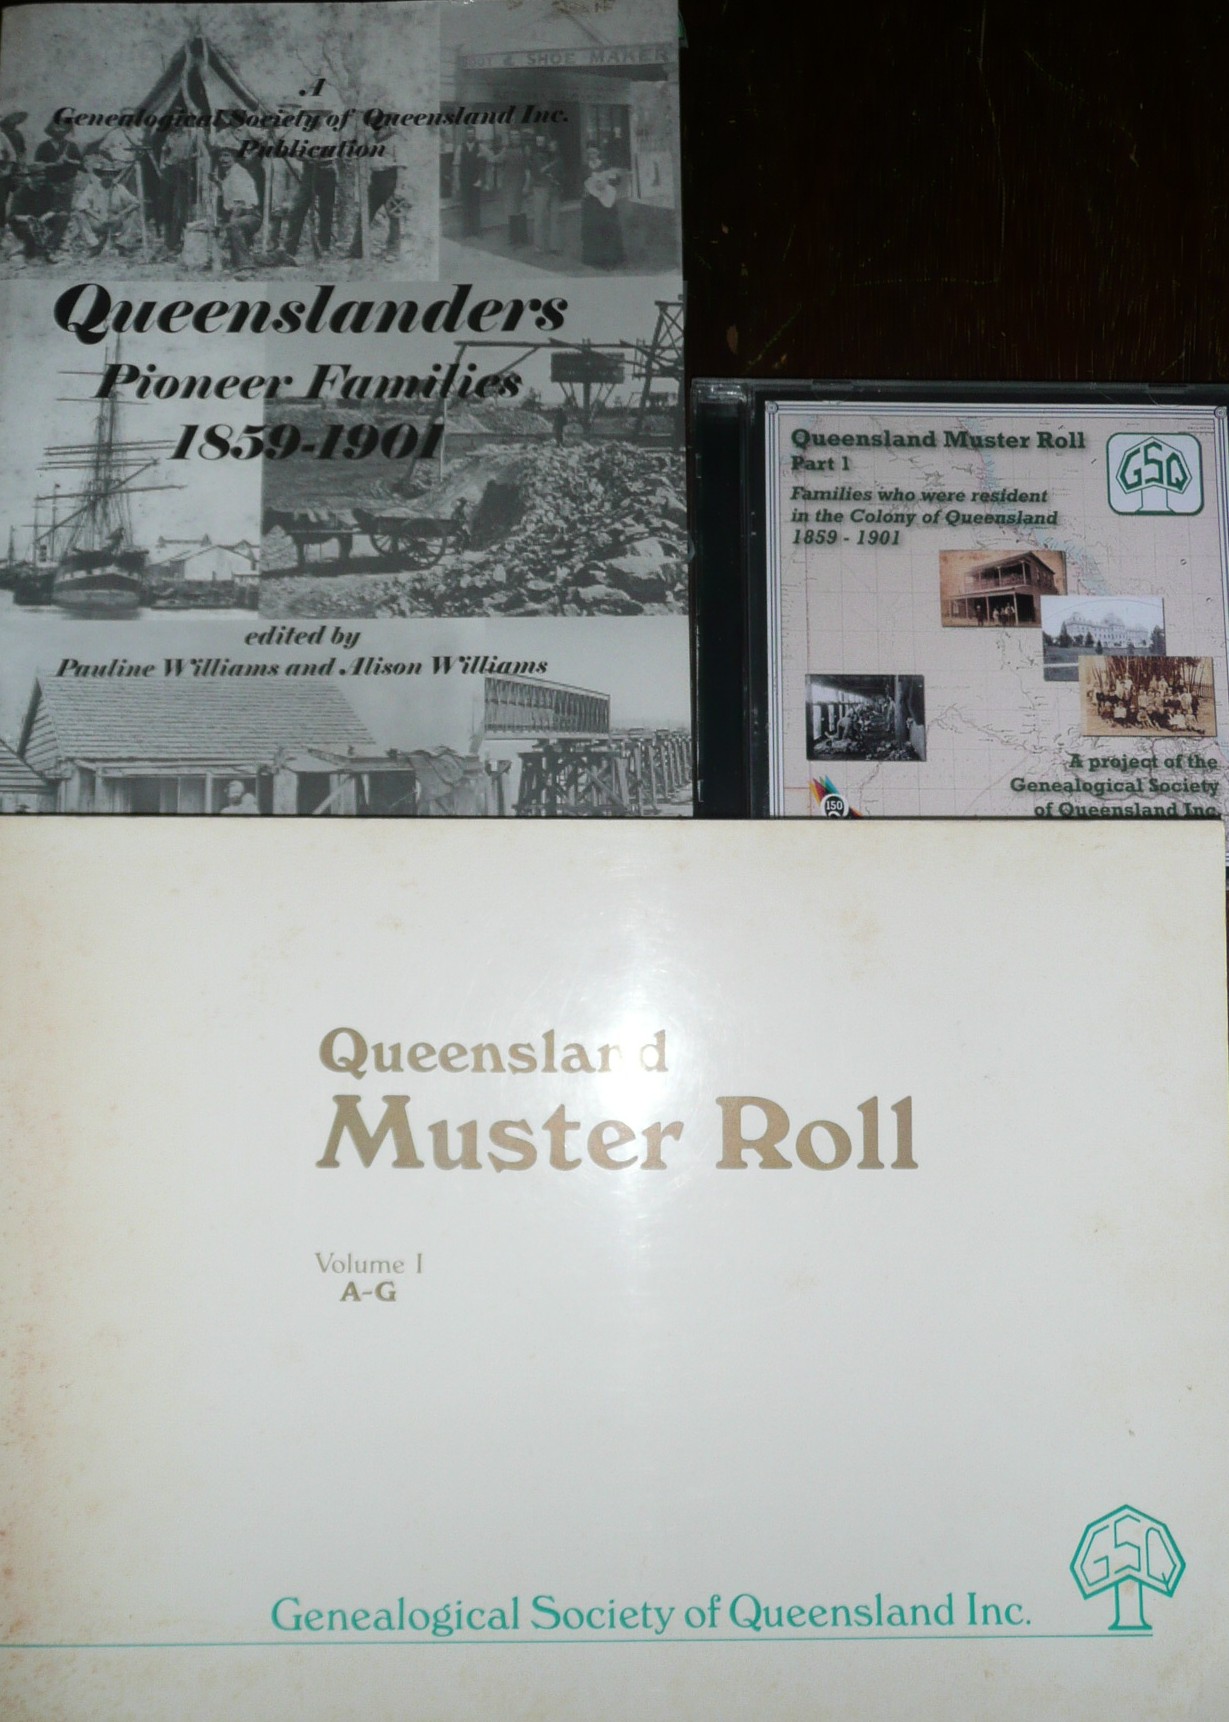 A
Genealogical Society of Queensland Inc.
Publication
BOOT & SHOE MAKER
Queenslanders
Pioneer Families
1859-1901
edited by
Pauline Williams and Alison Williams
Queensland Muster Roll
Part 1
GSQ
Families who were resident
in the Colony of Queensland
1859 - 1901
150
A project of the
Genealogical Society
of Queensland Inc.
Queensland
Muster Roll
Volume I
A-G
GSQ
Genealogical Society of Queensland Inc.